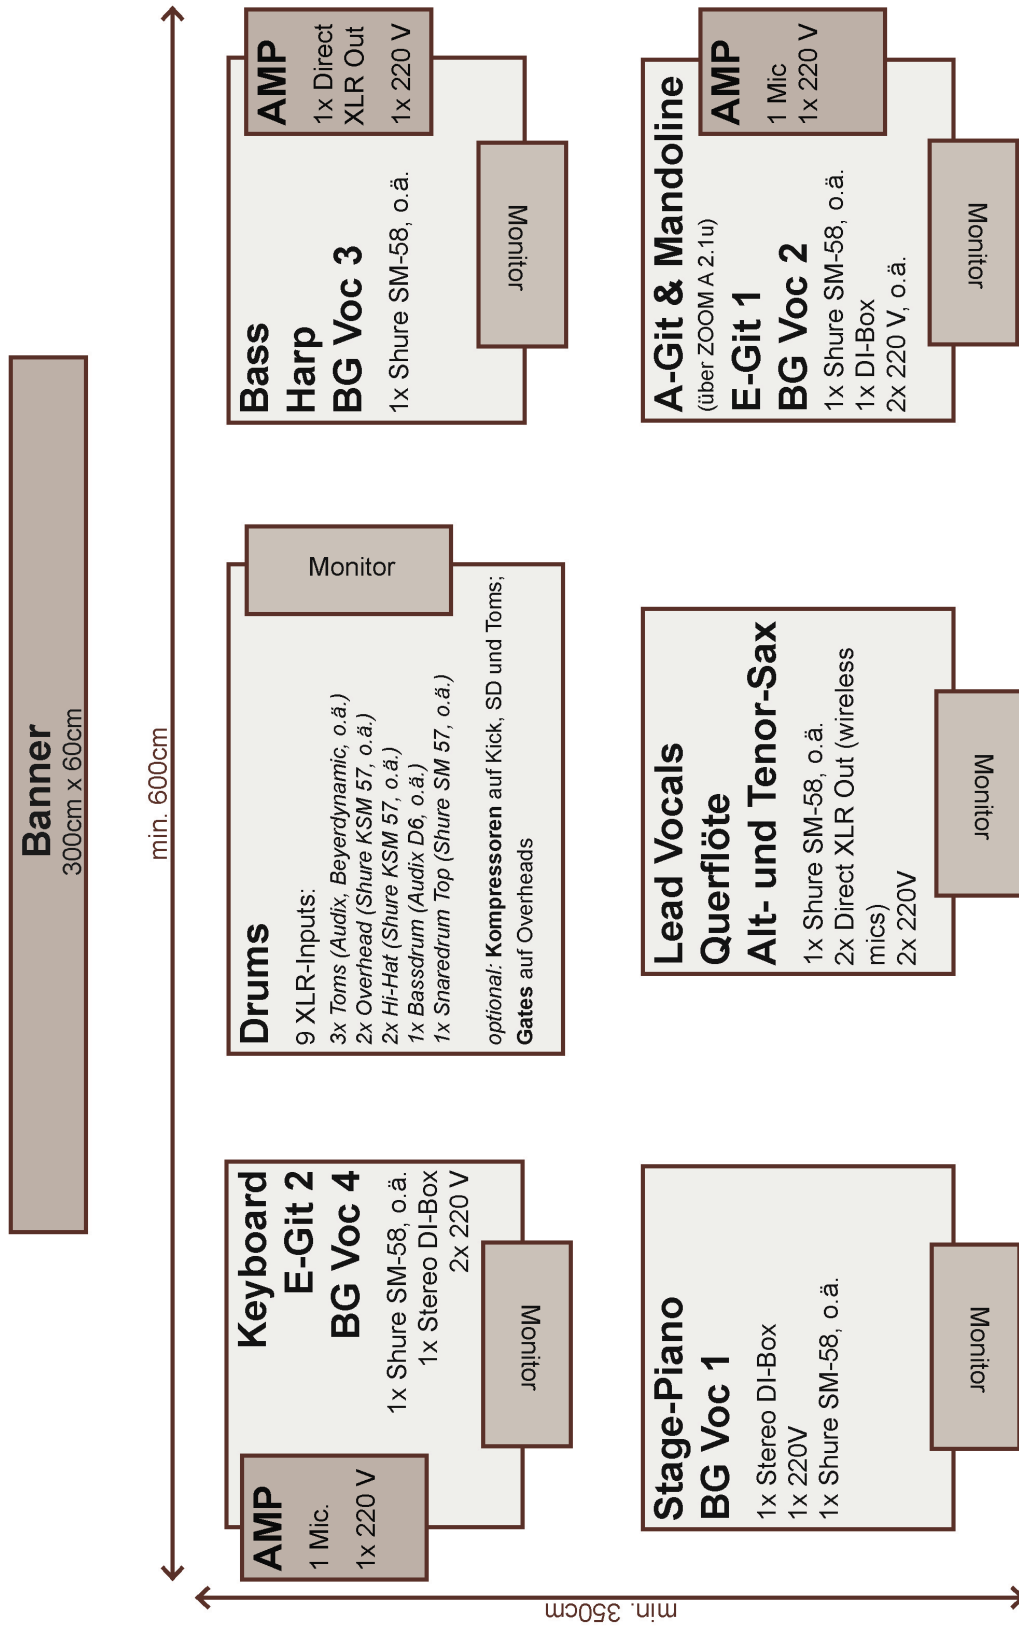 Banner
300cm x 60cm
min. 600cm
min. 350cm
AMP
1 Mic.
1x 220 V
Keyboard
E-Git 2
BG Voc 4
1x Shure SM-58, o.ä.
1x Stereo DI-Box
2x 220 V
Monitor
Drums
9 XLR-Inputs:
3x Toms (Audix, Beyerdynamic, o.ä.)
2x Overhead (Shure KSM 57, o.ä.)
2x Hi-Hat (Shure KSM 57, o.ä.)
1x Bassdrum (Audix D6, o.ä.)
1x Snaredrum Top (Shure SM 57, o.ä.)
optional: Kompressoren auf Kick, SD und Toms;
Gates auf Overheads
Monitor
Bass
Harp
BG Voc 3
1x Shure SM-58, o.ä.
AMP
1x Direct
XLR Out
1x 220 V
Monitor
Stage-Piano
BG Voc 1
1x Stereo DI-Box
1x 220V
1x Shure SM-58, o.ä.
Monitor
Lead Vocals
Querflöte
Alt- und Tenor-Sax
1x Shure SM-58, o.ä.
2x Direct XLR Out (wireless
mics)
2x 220V
Monitor
A-Git & Mandoline
(über ZOOM A 2.1u)
E-Git 1
BG Voc 2
1x Shure SM-58, o.ä.
1x DI-Box
2x 220 V, o.ä.
AMP
1 Mic
1x 220 V
Monitor